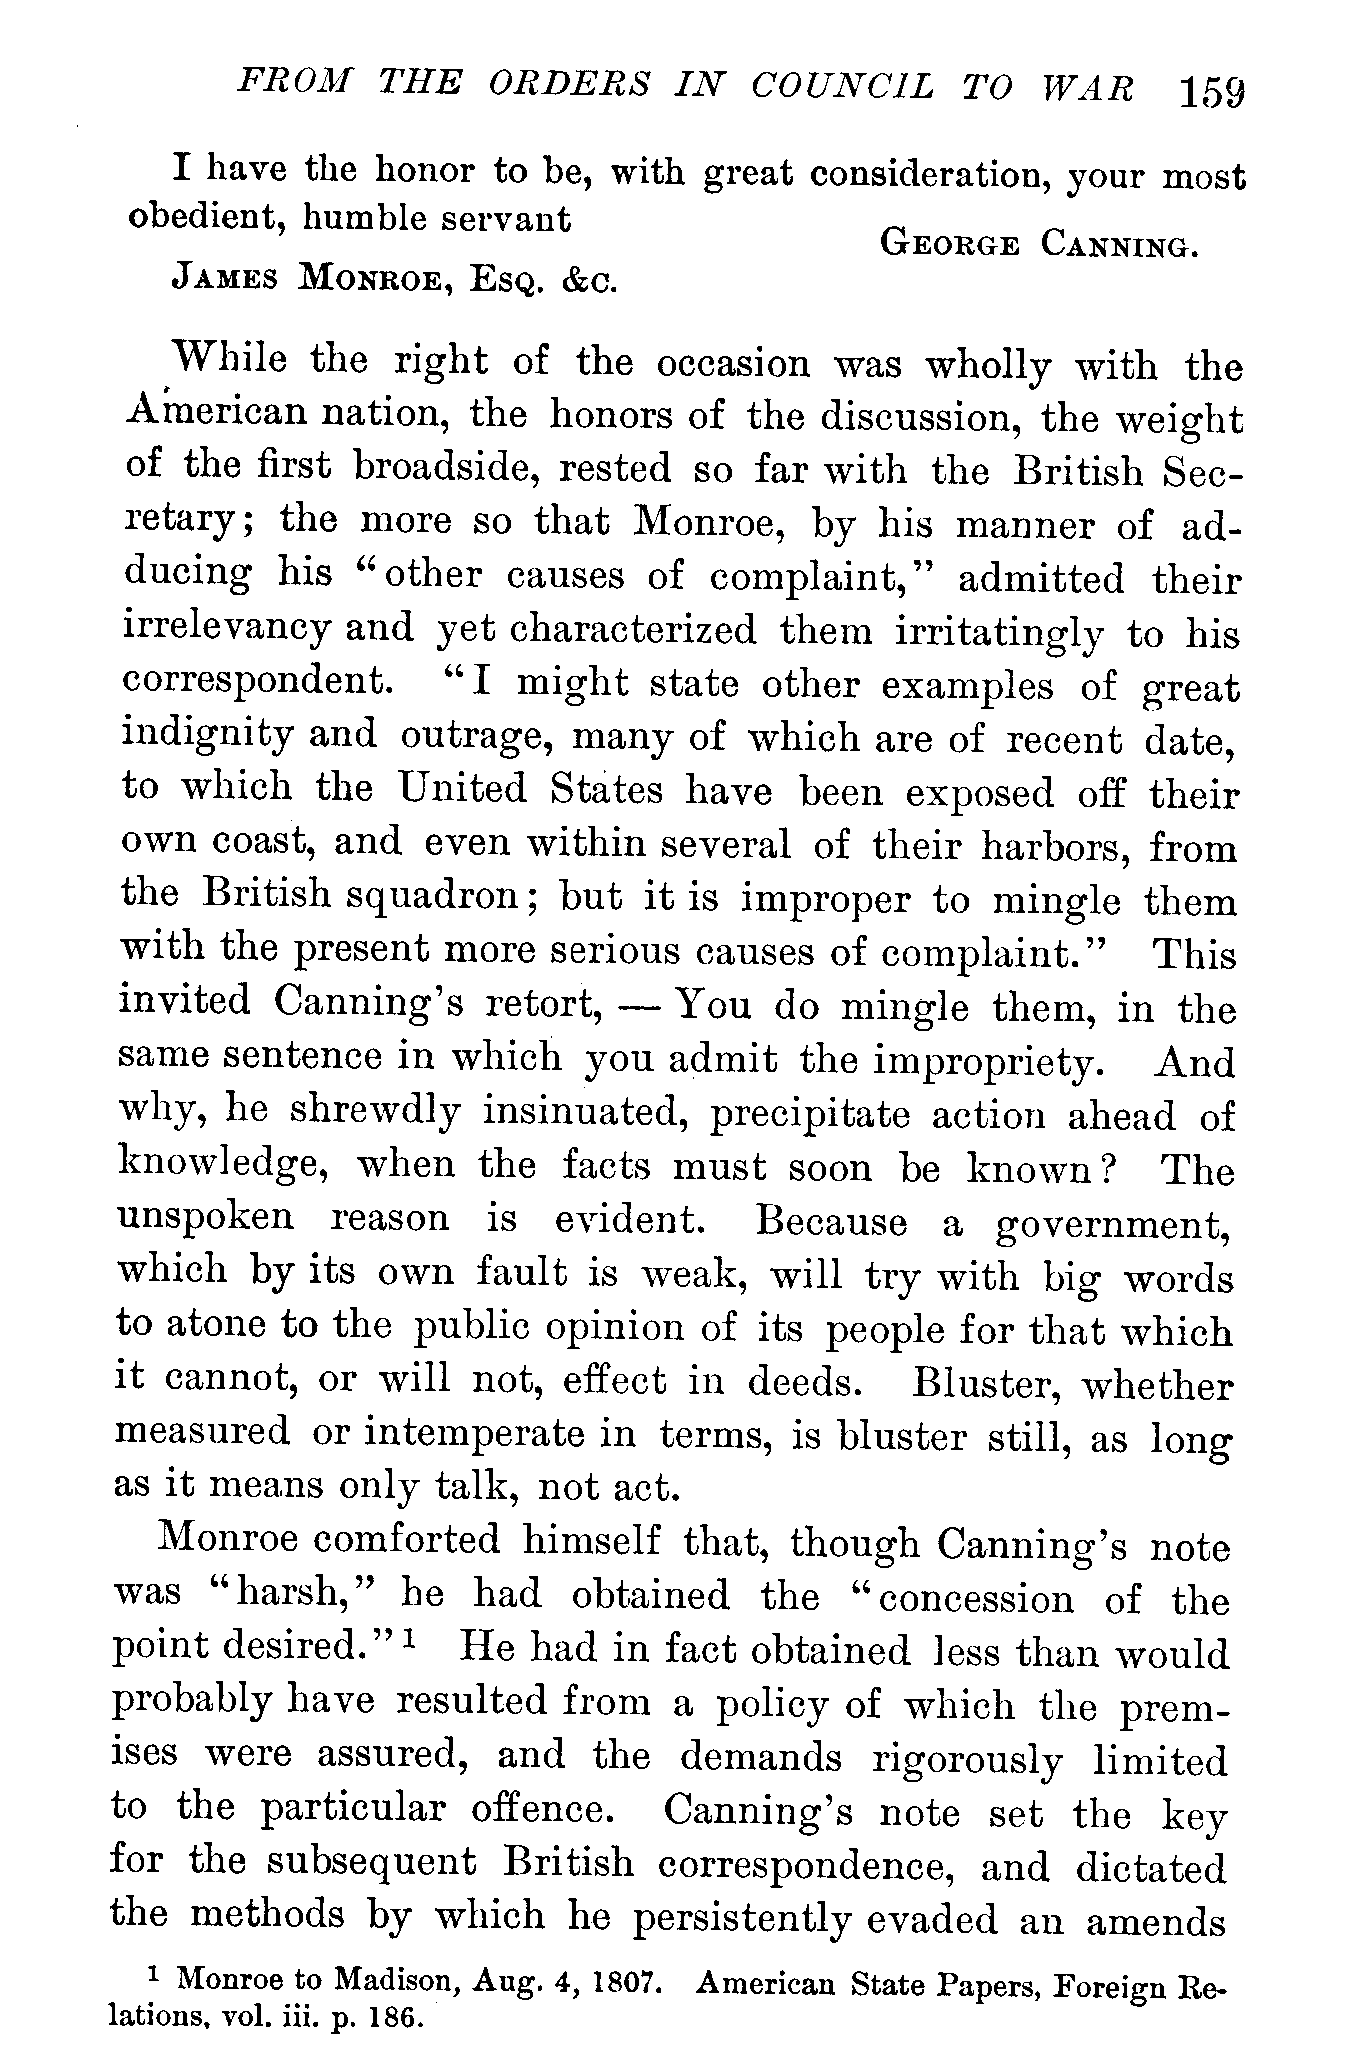 FROM THE ORDERS IN COUNCIL TO WAR 159
I have the honor to be, with great consideration, your most
obedient, humble servant
GEORGE CANNING.
JAMES MONROE, ESQ. &C.
While the right of the occasion was wholly with the
American nation, the honors of the discussion, the weight
of the first broadside, rested so far with the British Sec-
retary; the more so that Monroe, by his manner of ad-
ducing his "other causes of complaint," admitted their
irrelevancy and yet characterized them irritatingly to his
correspondent. "I might state other examples of great
indignity and outrage, many of which are of recent date,
to which the United States have been exposed off their
own coast, and even within several of their harbors, from
the British squadron; but it is improper to mingle them
with the present more serious causes of complaint." This
invited Canning's retort, — You do mingle them, in the
same sentence in which you admit the impropriety. And
why, he shrewdly insinuated, precipitate action ahead of
knowledge, when the facts must soon be known? The
unspoken reason is evident. Because a government,
which by its own fault is weak, will try with big words
to atone to the public opinion of its people for that which
it cannot, or will not, effect in deeds. Bluster, whether
measured or intemperate in terms, is bluster still, as long
as it means only talk, not act.
Monroe comforted himself that, though Canning's note
was "harsh," he had obtained the "concession of the
point desired."¹ He had in fact obtained less than would
probably have resulted from a policy of which the prem-
ises were assured, and the demands rigorously limited
to the particular offence. Canning's note set the key
for the subsequent British correspondence, and dictated
the methods by which he persistently evaded an amends
¹ Monroe to Madison, Aug. 4, 1807. American State Papers, Foreign Re-
lations, vol. iii. p. 186.